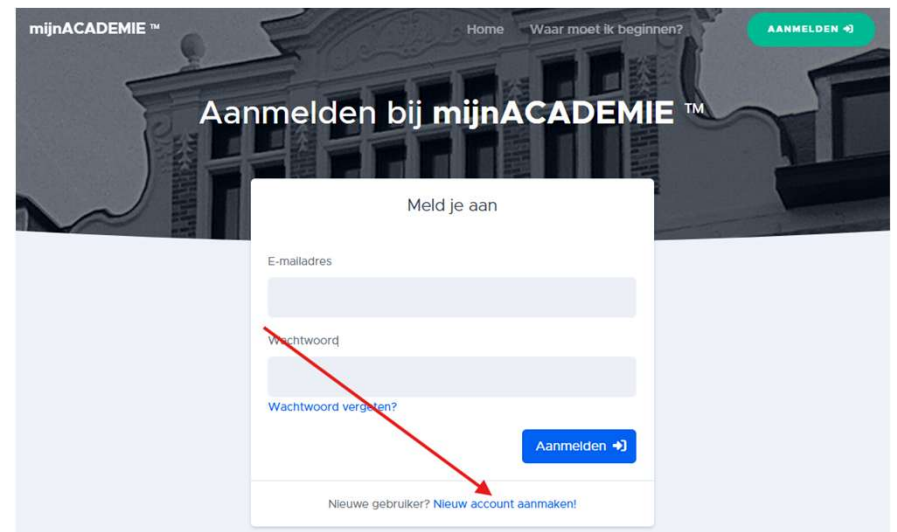 mijnACADEMIE ™ Home Waar moet ik beginnen? AANMELDEN
Aanmelden bij mijnACADEMIE ™
Meld je aan
E-mailadres
Wachtwoord
Wachtwoord vergeten?
Aanmelden
Nieuwe gebruiker? Nieuw account aanmaken!